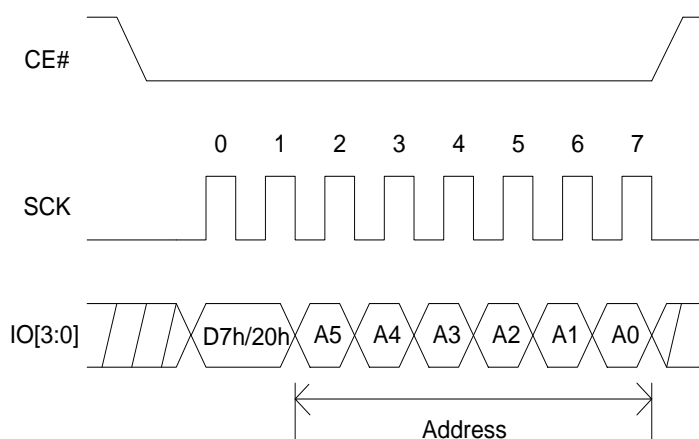 CE#
0 1 2 3 4 5 6 7
SCK
IO[3:0] D7h/20h A5 A4 A3 A2 A1 A0
Address